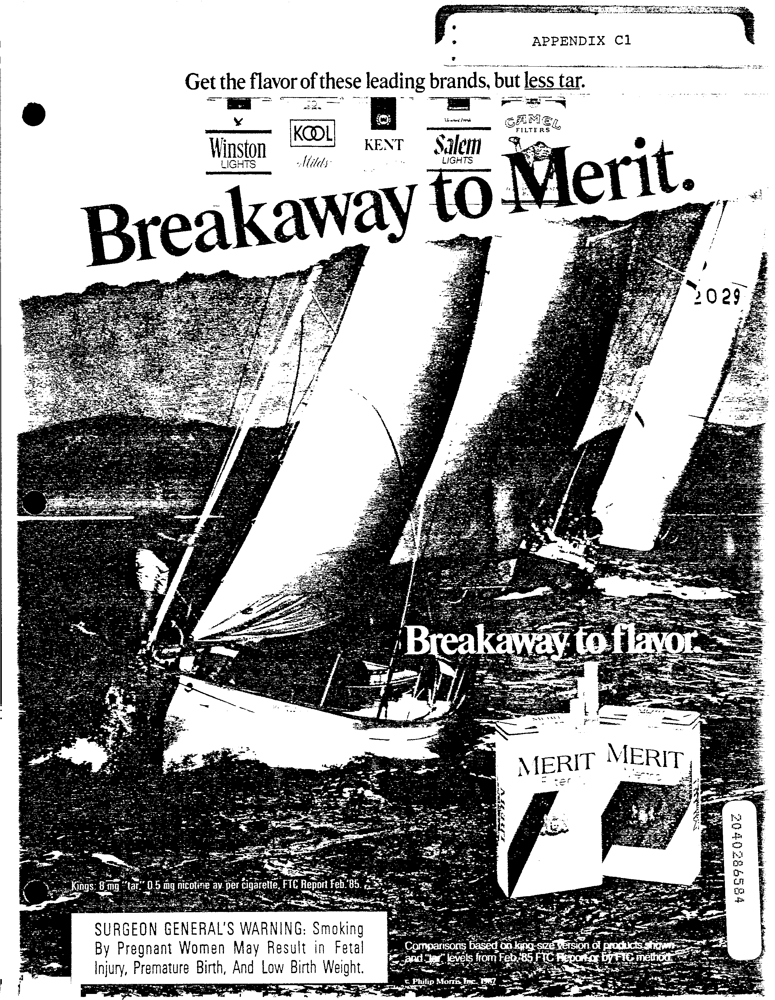 APPENDIX C1
Get the flavor of these leading brands, but less tar.
Winston
LIGHTS
KOOL
Milds
KENT
Salem
LIGHTS
CAMEL
FILTERS
Breakaway to Merit.
2029
Breakaway to flavor.
MERIT
Filter
MERIT
MERIT
2040286584
Kings: 8 mg "tar," 0.5 mg nicotine av per cigarette, FTC Report Feb.'85.
SURGEON GENERAL'S WARNING: Smoking
By Pregnant Women May Result in Fetal
Injury, Premature Birth, And Low Birth Weight.
Comparisons based on king-size version of products shown
and "tar" levels from Feb.'85 FTC Report or by FTC method.
© Philip Morris Inc. 1987